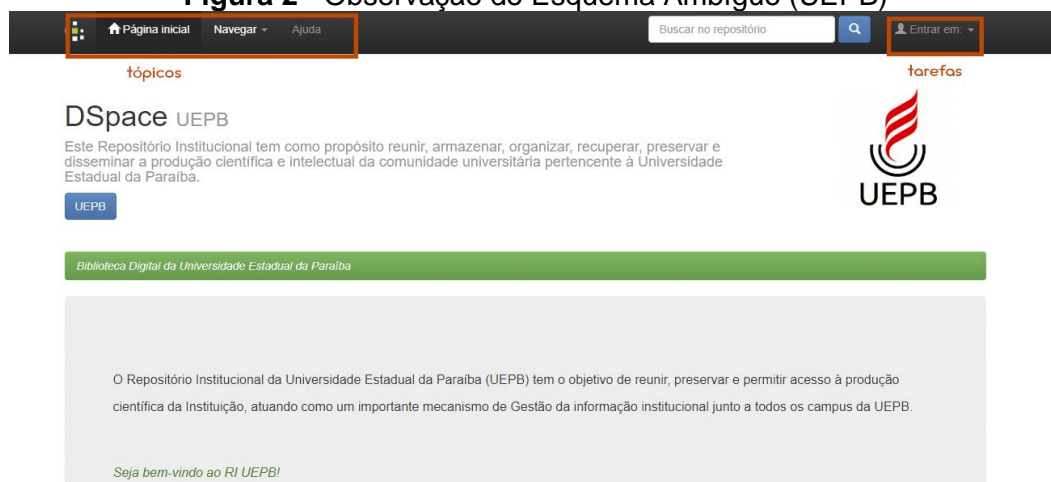 Figura 2 - Observação do Esquema Ambíguo (UEPB)
Página inicial Navegar Ajuda Buscar no repositório Entrar em:
tópicos tarefas
DSpace UEPB
Este Repositório Institucional tem como propósito reunir, armazenar, organizar, recuperar, preservar e
disseminar a produção científica e intelectual da comunidade universitária pertencente à Universidade
Estadual da Paraíba.
UEPB
UEPB
Biblioteca Digital da Universidade Estadual da Paraíba
O Repositório Institucional da Universidade Estadual da Paraíba (UEPB) tem o objetivo de reunir, preservar e permitir acesso à produção
científica da Instituição, atuando como um importante mecanismo de Gestão da informação institucional junto a todos os campus da UEPB.
Seja bem-vindo ao RI UEPB!